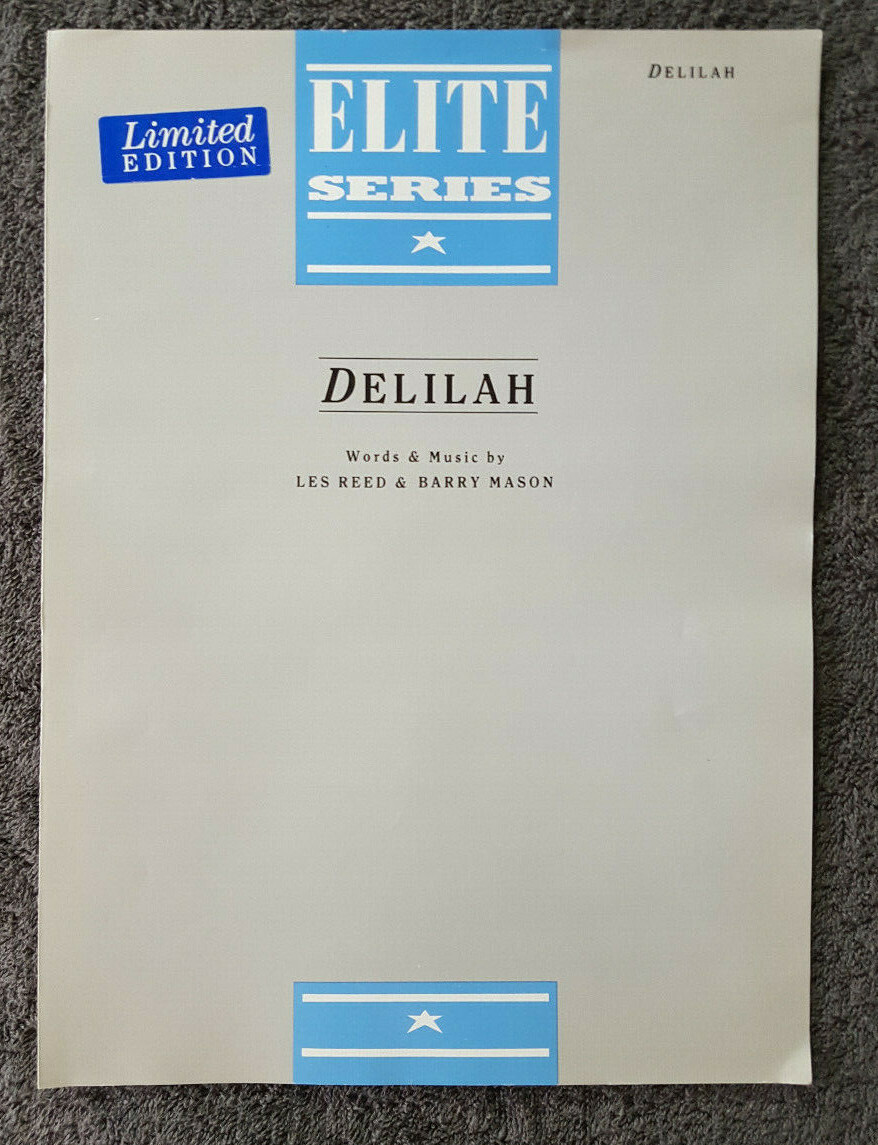 DELILAH
Limited
EDITION
ELITE
SERIES
DELILAH
Words & Music by
LES REED & BARRY MASON